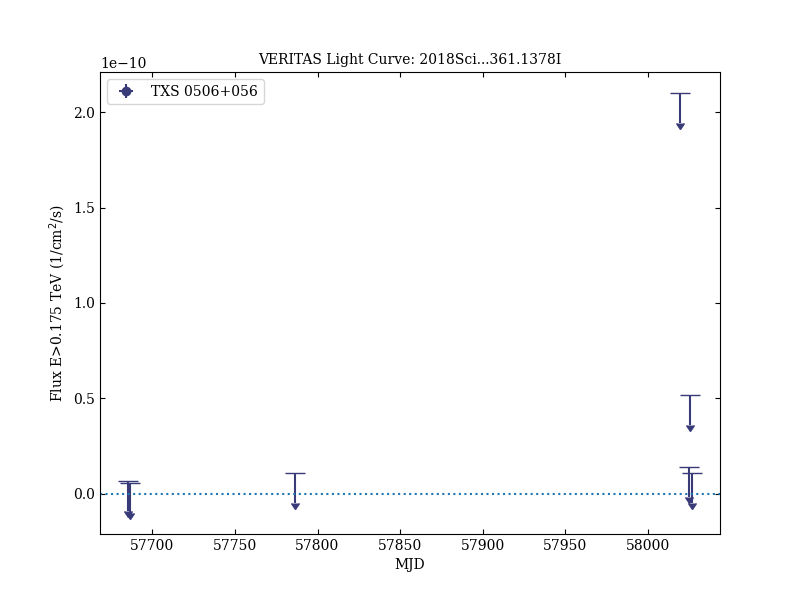 VERITAS Light Curve: 2018Sci...361.1378I
1e−10
TXS 0506+056
2.0
1.5
1.0
0.5
0.0
Flux E>0.175 TeV (1/cm²/s)
57700 57750 57800 57850 57900 57950 58000
MJD